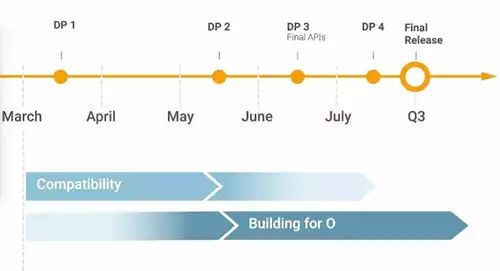 DP 1
DP 2
DP 3
Final APIs
DP 4
Final
Release
March
April
May
June
July
Q3
Compatibility
Building for O